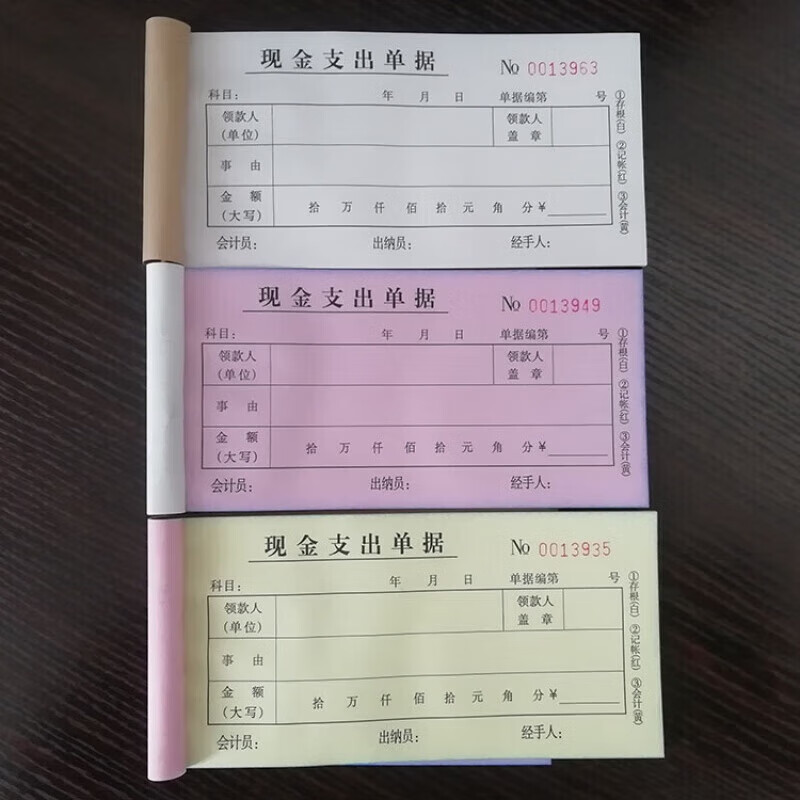 现金支出单据 No 0013963
科目： 年 月 日 单据编第 号
领款人 领款人
(单位) 盖 章
事 由
金 额 拾 万 仟 佰 拾 元 角 分 ¥
(大写)
会计员： 出纳员： 经手人：
①存根(白) ②记帐(红) ③会计(黄)
现金支出单据 No 0013949
科目： 年 月 日 单据编第 号
领款人 领款人
(单位) 盖 章
事 由
金 额 拾 万 仟 佰 拾 元 角 分 ¥
(大写)
会计员： 出纳员： 经手人：
①存根(白) ②记帐(红) ③会计(黄)
现金支出单据 No 0013935
科目： 年 月 日 单据编第 号
领款人 领款人
(单位) 盖 章
事 由
金 额 拾 万 仟 佰 拾 元 角 分 ¥
(大写)
会计员： 出纳员： 经手人：
①存根(白) ②记帐(红) ③会计(黄)